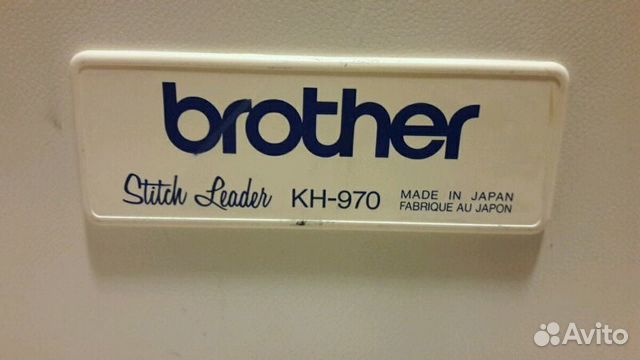 brother
Stitch Leader KH-970 MADE IN JAPAN
FABRIQUE AU JAPON
Avito